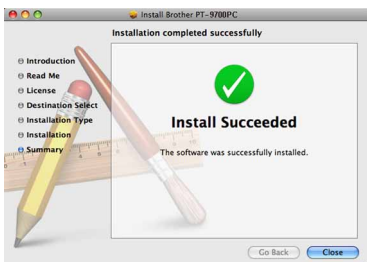 Install Brother PT-9700PC
Installation completed successfully
Introduction
Read Me
License
Destination Select
Installation Type
Installation
Summary
Install Succeeded
The software was successfully installed.
Go Back
Close